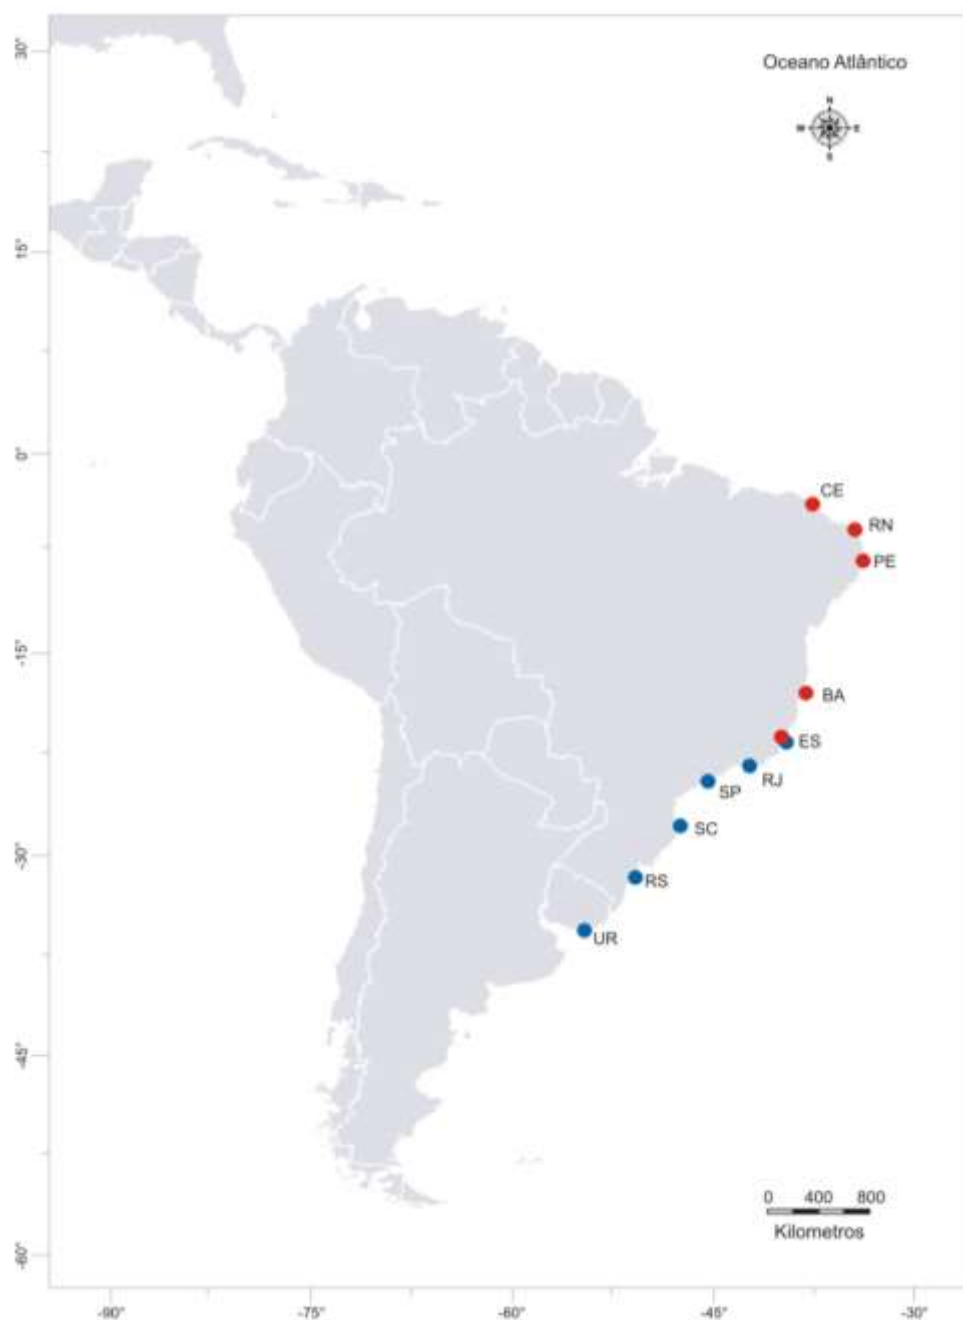 Oceano Atlântico
N
W E
S
30°
15°
0°
-15°
-30°
-45°
-60°
CE
RN
PE
BA
ES
RJ
SP
SC
RS
UR
0 400 800
Kilometros
-90° -75° -60° -45° -30°